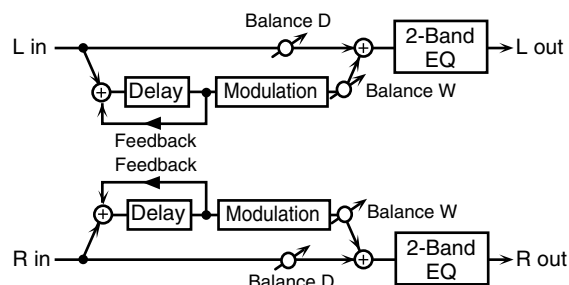 Balance D
L in
2-Band
EQ
L out
Delay
Modulation
Balance W
Feedback
Feedback
Delay
Modulation
Balance W
R in
2-Band
EQ
R out
Balance D